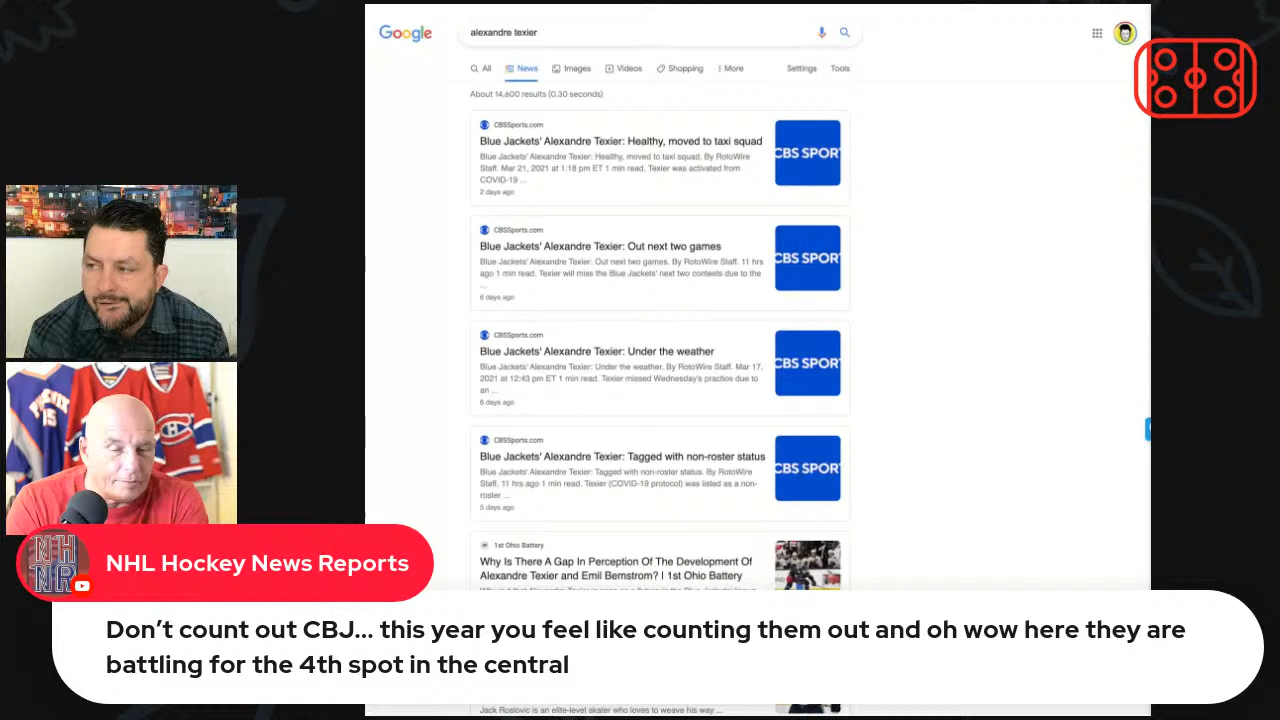 Google
alexandre texier
All News Images Videos Shopping More Settings Tools
About 14,600 results (0.30 seconds)
CBSSports.com
Blue Jackets' Alexandre Texier: Healthy, moved to taxi squad
Blue Jackets' Alexandre Texier: Healthy, moved to taxi squad. By RotoWire
Staff. Mar 21, 2021 at 1:18 pm ET 1 min read. Texier was activated from
COVID-19 ...
2 days ago
CBS SPORT
CBSSports.com
Blue Jackets' Alexandre Texier: Out next two games
Blue Jackets' Alexandre Texier: Out next two games. By RotoWire Staff. 11 hrs
ago 1 min read. Texier will miss the Blue Jackets' next two contests due to the
...
6 days ago
CBS SPORT
CBSSports.com
Blue Jackets' Alexandre Texier: Under the weather
Blue Jackets' Alexandre Texier: Under the weather. By RotoWire Staff. Mar 17,
2021 at 12:43 pm ET 1 min read. Texier missed Wednesday's practice due to
an ...
6 days ago
CBS SPORT
CBSSports.com
Blue Jackets' Alexandre Texier: Tagged with non-roster status
Blue Jackets' Alexandre Texier: Tagged with non-roster status. By RotoWire
Staff. 11 hrs ago 1 min read. Texier (COVID-19 protocol) was listed as a non-
roster ...
5 days ago
CBS SPORT
1st Ohio Battery
Why Is There A Gap In Perception Of The Development Of
Alexandre Texier and Emil Bemstrom? | 1st Ohio Battery
NHL Hockey News Reports
Don't count out CBJ... this year you feel like counting them out and oh wow here they are
battling for the 4th spot in the central
Jack Roslovic is an elite-level skater who loves to weave his way ...